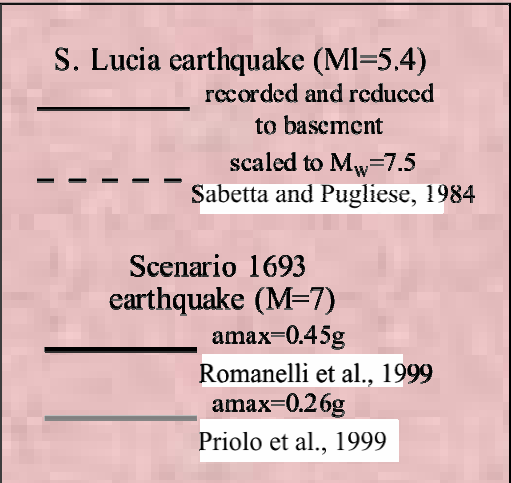 S. Lucia earthquake (Ml=5.4)
recorded and reduced
to basement
scaled to Mw=7.5
Sabetta and Pugliese, 1984
Scenario 1693
earthquake (M=7)
amax=0.45g
Romanelli et al., 1999
amax=0.26g
Priolo et al., 1999